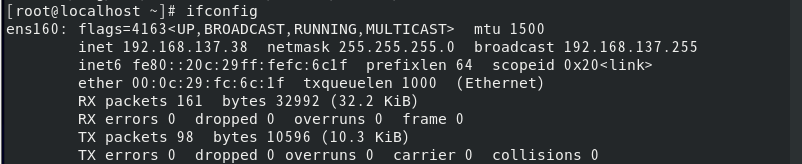 [root@localhost ~]# ifconfig
ens160: flags=4163<UP,BROADCAST,RUNNING,MULTICAST>  mtu 1500
        inet 192.168.137.38  netmask 255.255.255.0  broadcast 192.168.137.255
        inet6 fe80::20c:29ff:fefc:6c1f  prefixlen 64  scopeid 0x20<link>
        ether 00:0c:29:fc:6c:1f  txqueuelen 1000  (Ethernet)
        RX packets 161  bytes 32992 (32.2 KiB)
        RX errors 0  dropped 0  overruns 0  frame 0
        TX packets 98  bytes 10596 (10.3 KiB)
        TX errors 0  dropped 0 overruns 0  carrier 0  collisions 0